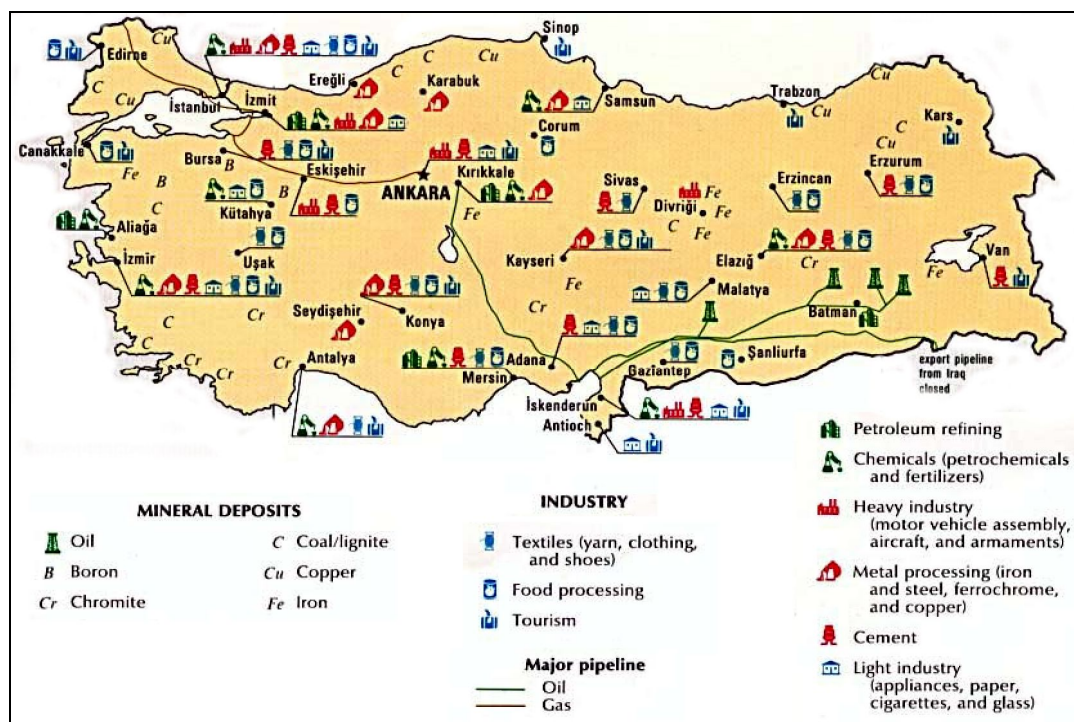 Sinop
Edirne
Cu
Cu
Cu
C
Ereğli
C
C
Karabuk
Cu
İstanbul
İzmit
Samsun
Trabzon
Cu
Kars
C
Cu
Canakkale
Corum
Fe
Bursa
B
Eskişehir
ANKARA
Kırıkkale
Sivas
Erzincan
Erzurum
B
B
C
Kütahya
Fe
Fe
Divriği
Fe
C
Fe
Aliağa
Uşak
İzmir
Kayseri
Elazığ
Cr
Fe
Van
Fe
Malatya
Cr
Batman
Seydişehir
Konya
C
Cr
C
Cr
Cr
Cr
Antalya
Adana
Mersin
Gaziantep
Şanliurfa
export pipeline
from Iraq
closed
İskenderun
Antioch
MINERAL DEPOSITS
Oil
B Boron
Cr Chromite
C Coal/lignite
Cu Copper
Fe Iron
INDUSTRY
Textiles (yarn, clothing,
and shoes)
Food processing
Tourism
Major pipeline
Oil
Gas
Petroleum refining
Chemicals (petrochemicals
and fertilizers)
Heavy industry
(motor vehicle assembly,
aircraft, and armaments)
Metal processing (iron
and steel, ferrochrome,
and copper)
Cement
Light industry
(appliances, paper,
cigarettes, and glass)